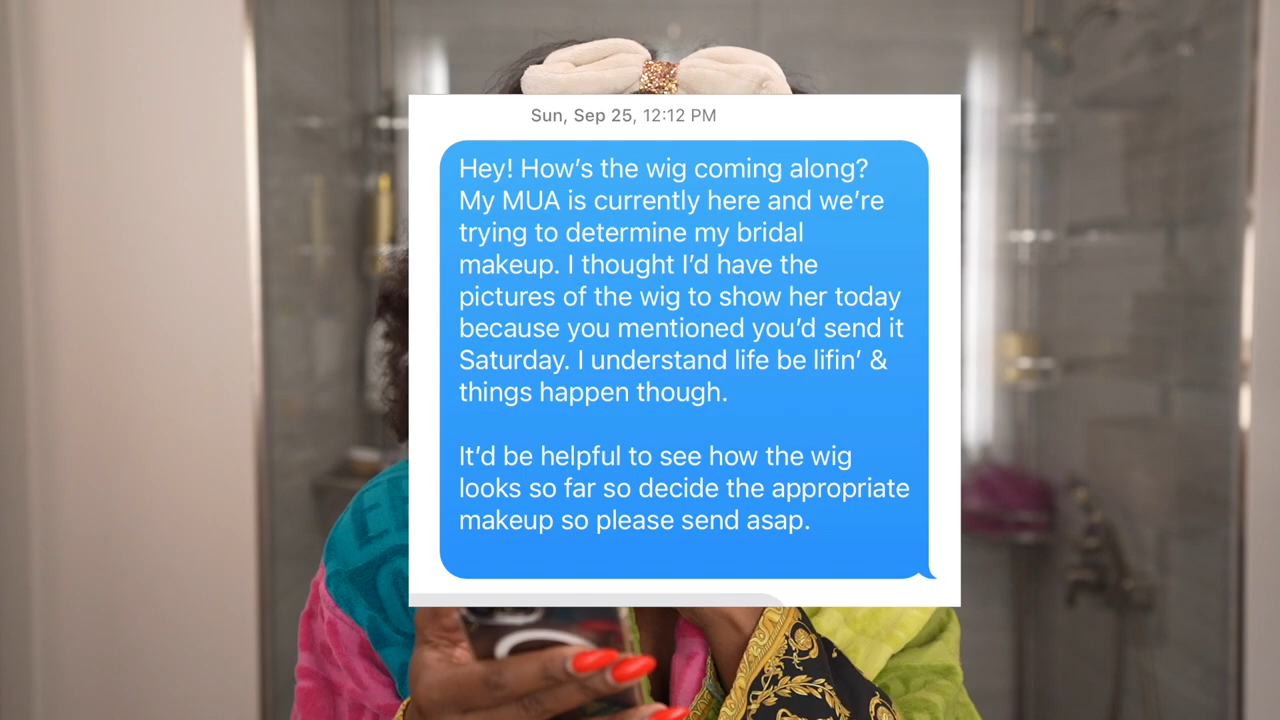 Sun, Sep 25, 12:12 PM
Hey! How’s the wig coming along?
My MUA is currently here and we’re
trying to determine my bridal
makeup. I thought I’d have the
pictures of the wig to show her today
because you mentioned you’d send it
Saturday. I understand life be lifin’ &
things happen though.
It’d be helpful to see how the wig
looks so far so decide the appropriate
makeup so please send asap.